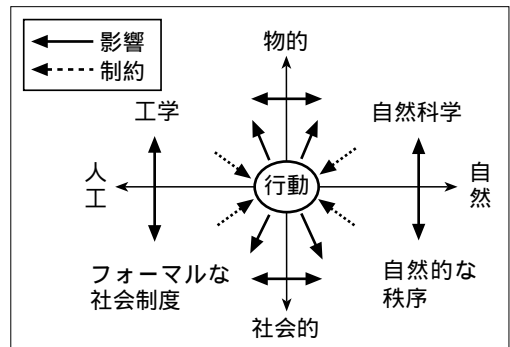 影響
制約
物的
工学
自然科学
人工
行動
自然
フォーマルな
社会制度
自然的な
秩序
社会的